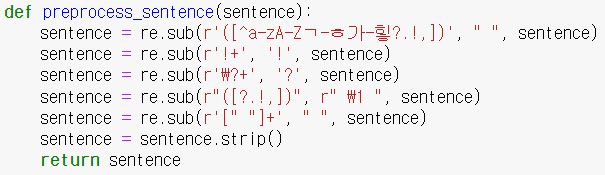 def preprocess_sentence(sentence):
    sentence = re.sub(r'([^a-zA-Zㄱ-ㅎ가-힣?.!,])', " ", sentence)
    sentence = re.sub(r'!+', '!', sentence)
    sentence = re.sub(r'₩?+', '?', sentence)
    sentence = re.sub(r"([?.!,])", r" ₩1 ", sentence)
    sentence = re.sub(r'[" "]+', " ", sentence)
    sentence = sentence.strip()
    return sentence